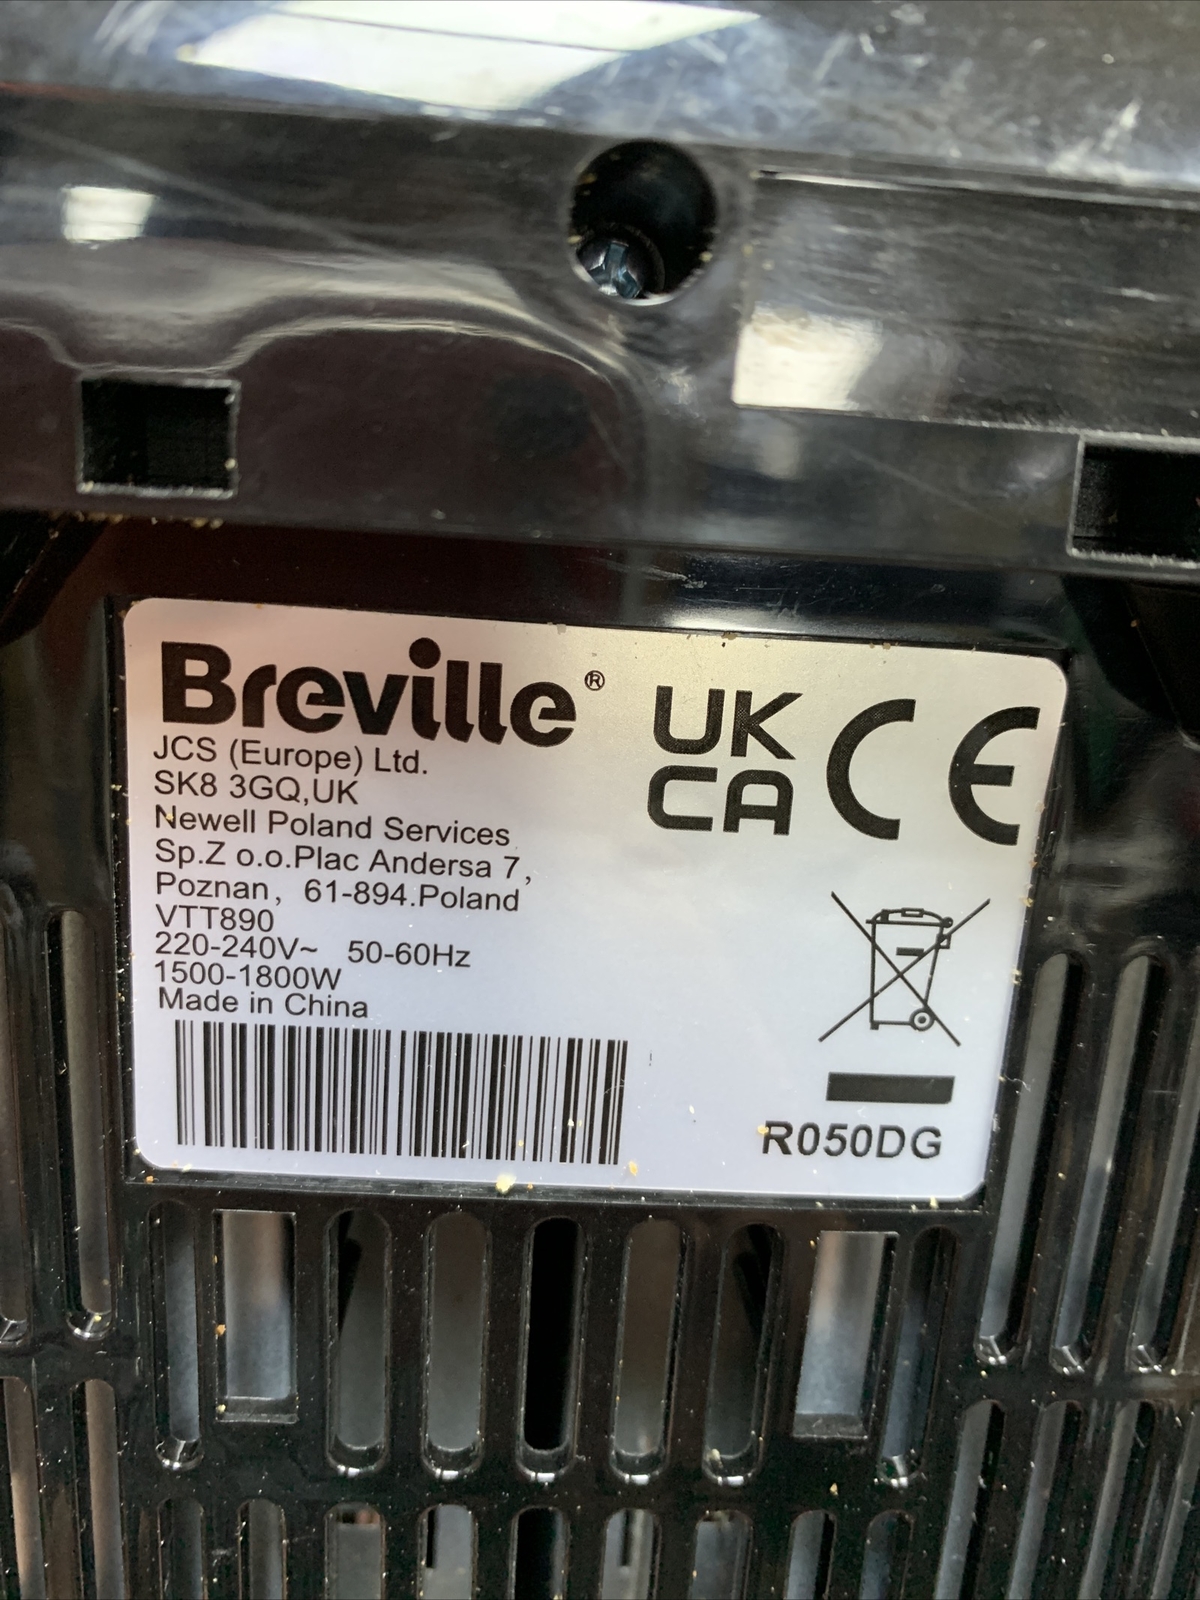 Breville®
JCS (Europe) Ltd.
SK8 3GQ,UK
Newell Poland Services
Sp.Z o.o.Plac Andersa 7,
Poznan, 61-894.Poland
VTT890
220-240V~ 50-60Hz
1500-1800W
Made in China
UK
CA
CE
R050DG